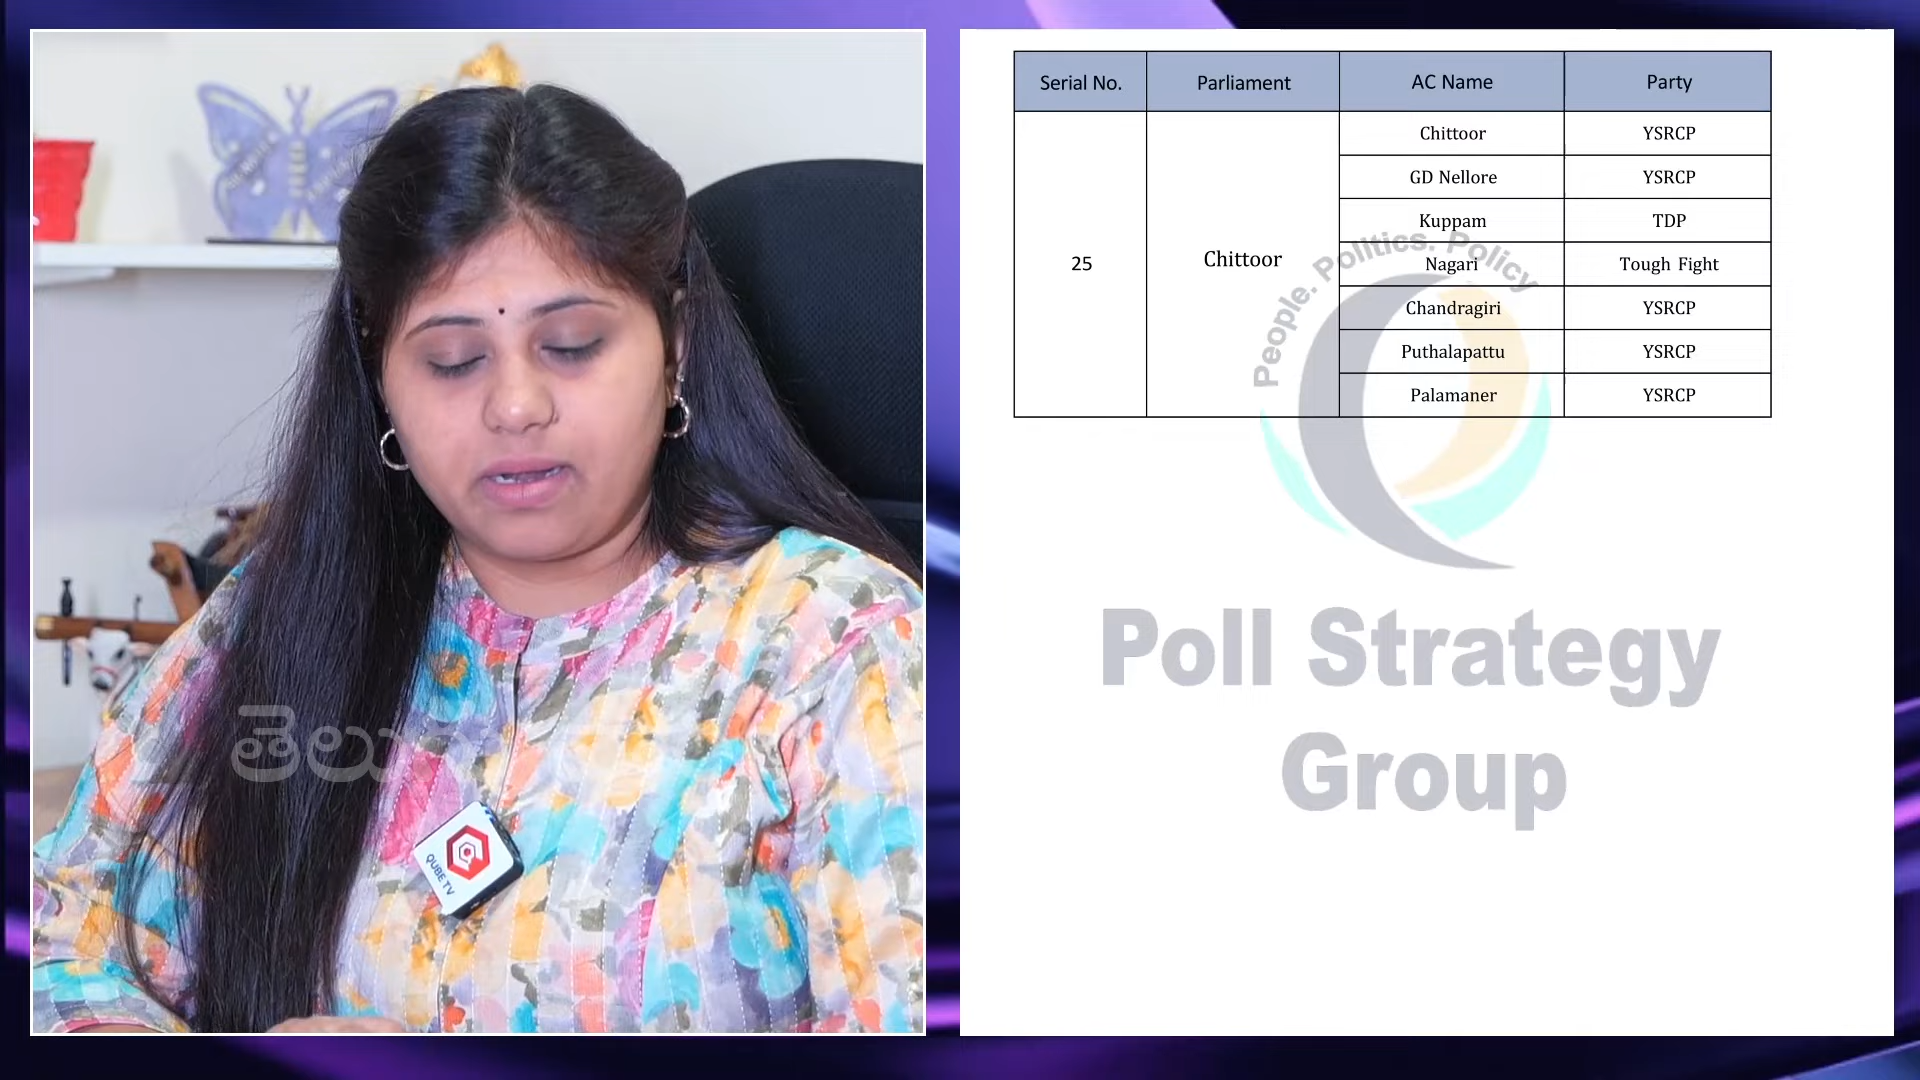 Serial No. Parliament AC Name Party
25 Chittoor
Chittoor YSRCP
GD Nellore YSRCP
Kuppam TDP
Nagari Tough Fight
Chandragiri YSRCP
Puthalapattu YSRCP
Palamaner YSRCP
People. Politics. Policy
Poll Strategy
Group
తెలుగు
QUBE TV